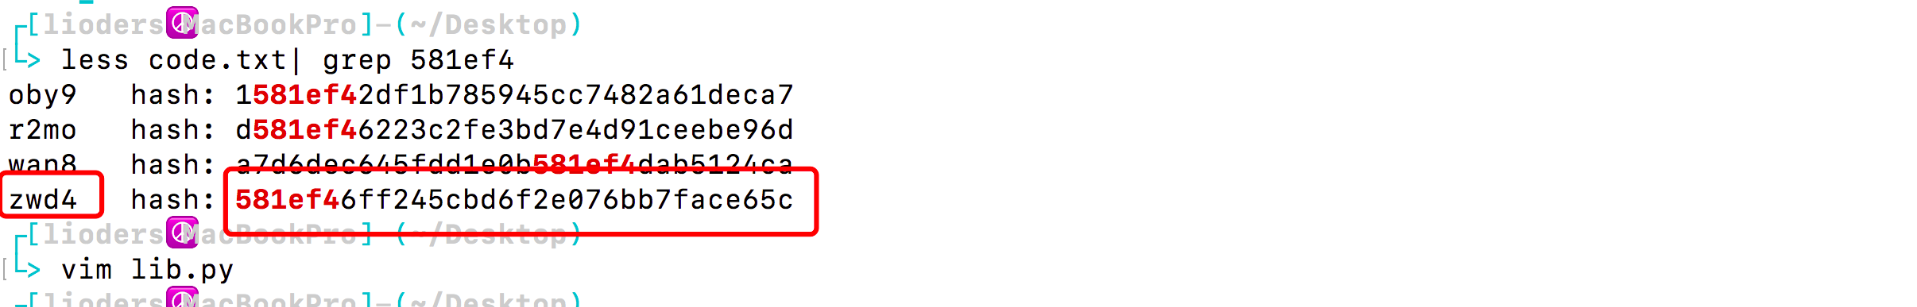 ┌[lioders☮MacBookPro]-(~/Desktop)
[└> less code.txt| grep 581ef4
oby9   hash: 1581ef42df1b785945cc7482a61deca7
r2mo   hash: d581ef46223c2fe3bd7e4d91ceebe96d
wan8   hash: a7d6dec645fdd1e0b581ef4dab5124ca
zwd4   hash: 581ef46ff245cbd6f2e076bb7face65c
┌[lioders☮MacBookPro]-(~/Desktop)
[└> vim lib.py
┌[lioders☮MacBookPro]-(~/Desktop)